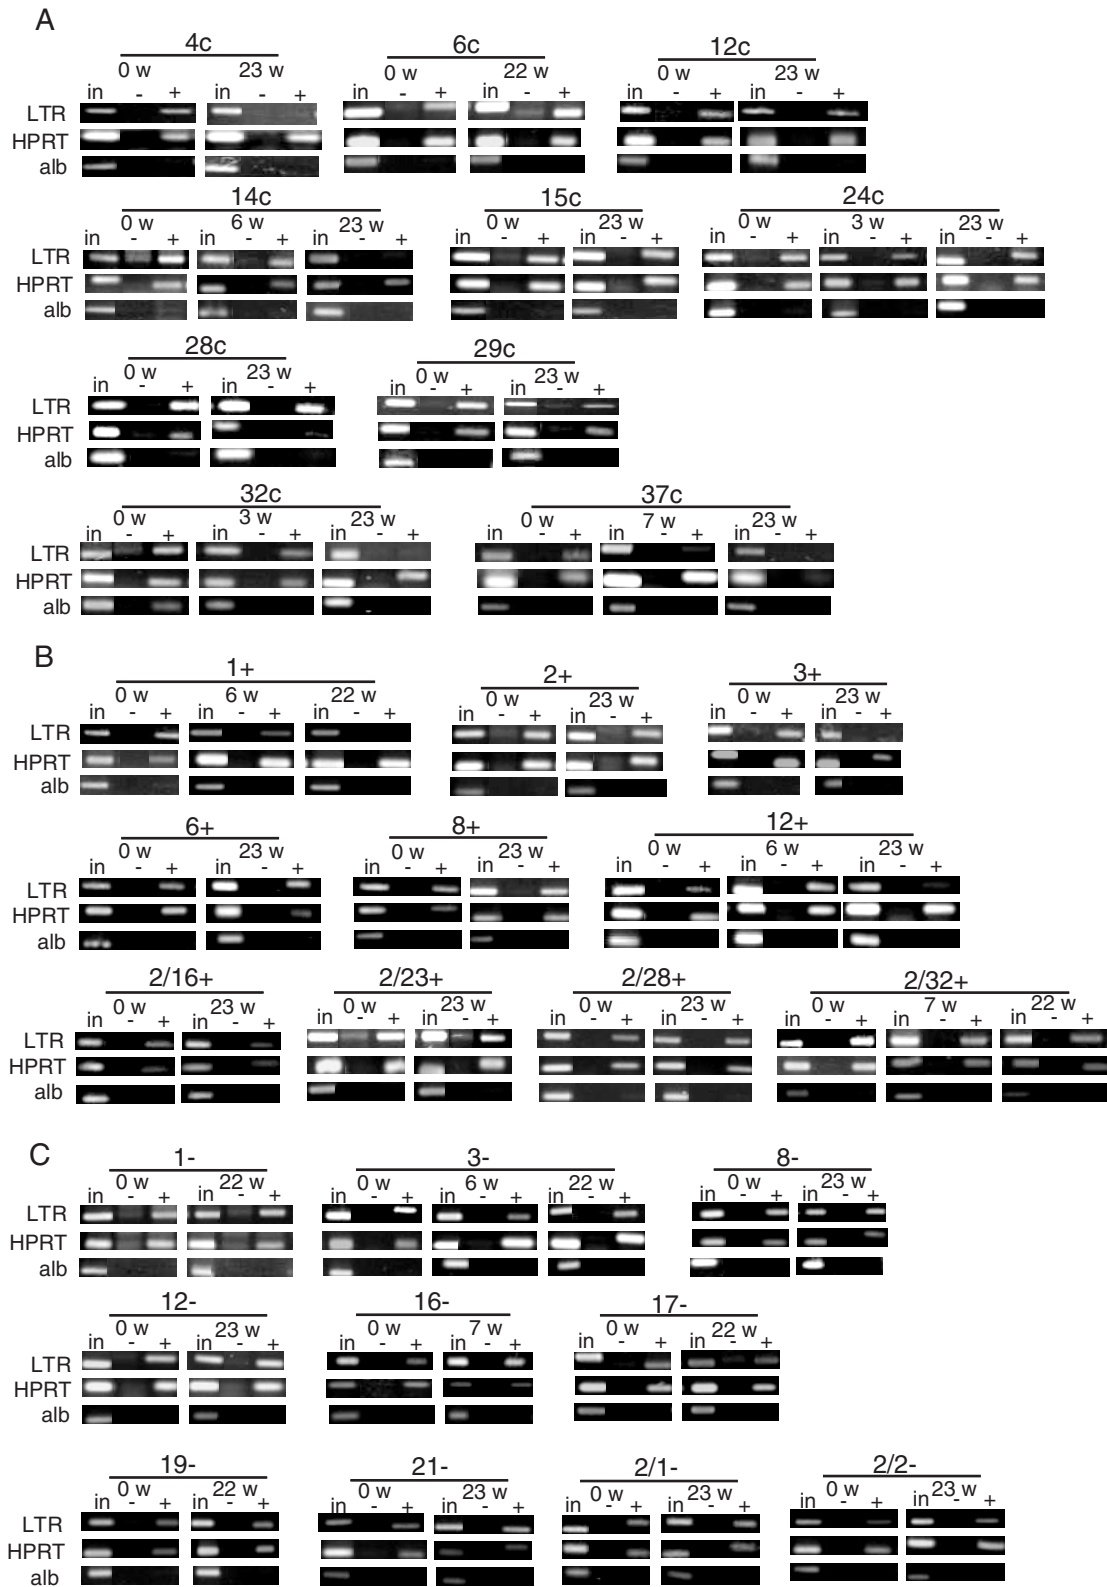 A
4c 6c 12c
0 w 23 w 0 w 22 w 0 w 23 w
in - + in - + in - + in - + in - + in - +
LTR
HPRT
alb
14c 15c 24c
0 w 6 w 23 w 0 w 23 w 0 w 3 w 23 w
in - + in - + in - + in - + in - + in - + in - + in - +
LTR
HPRT
alb
28c 29c
0 w 23 w 0 w 23 w
in - + in - + in - + in - +
LTR
HPRT
alb
32c 37c
0 w 3 w 23 w 0 w 7 w 23 w
in - + in - + in - + in - + in - + in - +
LTR
HPRT
alb
B
1+ 2+ 3+
0 w 6 w 22 w 0 w 23 w 0 w 23 w
in - + in - + in - + in - + in - + in - + in - +
LTR
HPRT
alb
6+ 8+ 12+
0 w 23 w 0 w 23 w 0 w 6 w 23 w
in - + in - + in - + in - + in - + in - + in - +
LTR
HPRT
alb
2/16+ 2/23+ 2/28+ 2/32+
0 w 23 w 0 w 23 w 0 w 23 w 0 w 7 w 22 w
in - + in - + in - + in - + in - + in - + in - + in - + in - +
LTR
HPRT
alb
C
1- 3- 8-
0 w 22 w 0 w 6 w 22 w 0 w 23 w
in - + in - + in - + in - + in - + in - + in - +
LTR
HPRT
alb
12- 16- 17-
0 w 23 w 0 w 7 w 0 w 22 w
in - + in - + in - + in - + in - + in - +
LTR
HPRT
alb
19- 21- 2/1- 2/2-
0 w 22 w 0 w 23 w 0 w 23 w 0 w 23 w
in - + in - + in - + in - + in - + in - + in - + in - +
LTR
HPRT
alb